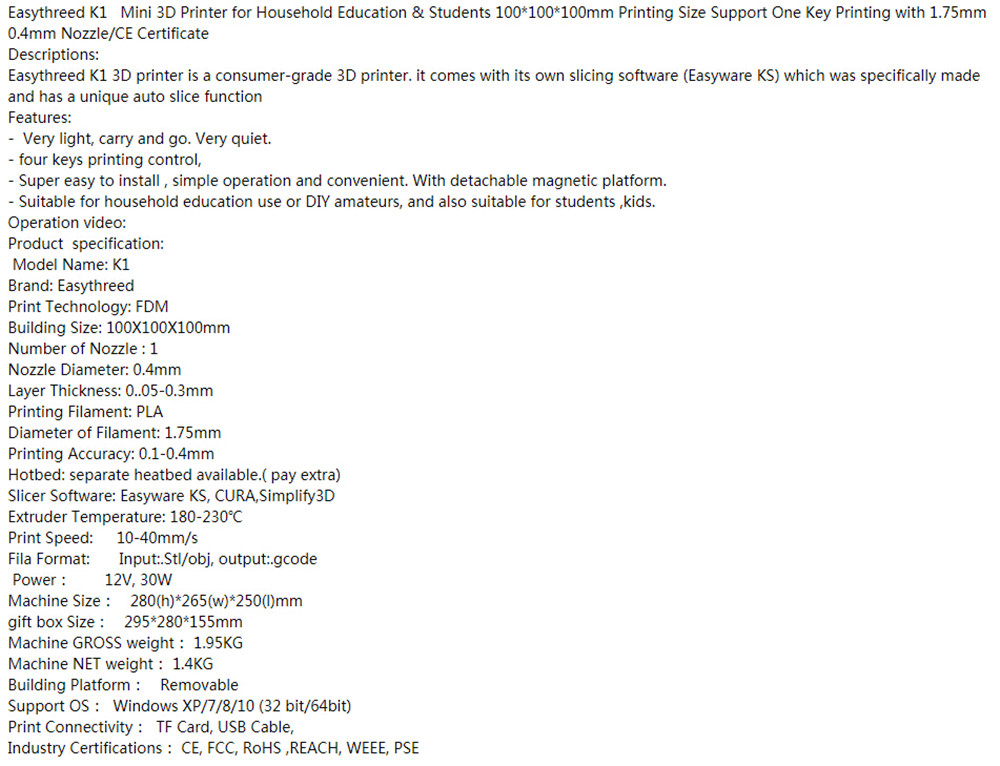 Easythreed K1   Mini 3D Printer for Household Education & Students 100*100*100mm Printing Size Support One Key Printing with 1.75mm
0.4mm Nozzle/CE Certificate
Descriptions:
Easythreed K1 3D printer is a consumer-grade 3D printer. it comes with its own slicing software (Easyware KS) which was specifically made
and has a unique auto slice function
Features:
-  Very light, carry and go. Very quiet.
- four keys printing control,
- Super easy to install , simple operation and convenient. With detachable magnetic platform.
- Suitable for household education use or DIY amateurs, and also suitable for students ,kids.
Operation video:
Product  specification:
Model Name: K1
Brand: Easythreed
Print Technology: FDM
Building Size: 100X100X100mm
Number of Nozzle : 1
Nozzle Diameter: 0.4mm
Layer Thickness: 0..05-0.3mm
Printing Filament: PLA
Diameter of Filament: 1.75mm
Printing Accuracy: 0.1-0.4mm
Hotbed: separate heatbed available.( pay extra)
Slicer Software: Easyware KS, CURA,Simplify3D
Extruder Temperature: 180-230℃
Print Speed:     10-40mm/s
Fila Format:      Input:.Stl/obj, output:.gcode
Power :        12V, 30W
Machine Size :    280(h)*265(w)*250(l)mm
gift box Size :    295*280*155mm
Machine GROSS weight :  1.95KG
Machine NET weight :  1.4KG
Building Platform :    Removable
Support OS :   Windows XP/7/8/10 (32 bit/64bit)
Print Connectivity :   TF Card, USB Cable,
Industry Certifications :  CE, FCC, RoHS ,REACH, WEEE, PSE